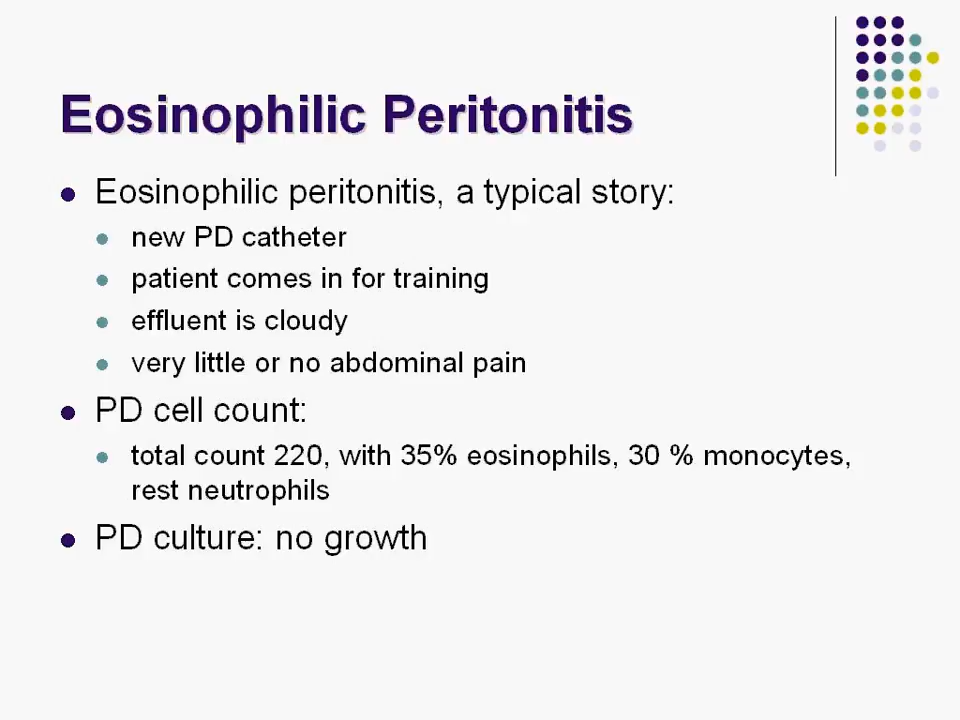 Eosinophilic Peritonitis
Eosinophilic peritonitis, a typical story:
new PD catheter
patient comes in for training
effluent is cloudy
very little or no abdominal pain
PD cell count:
total count 220, with 35% eosinophils, 30 % monocytes,
rest neutrophils
PD culture: no growth